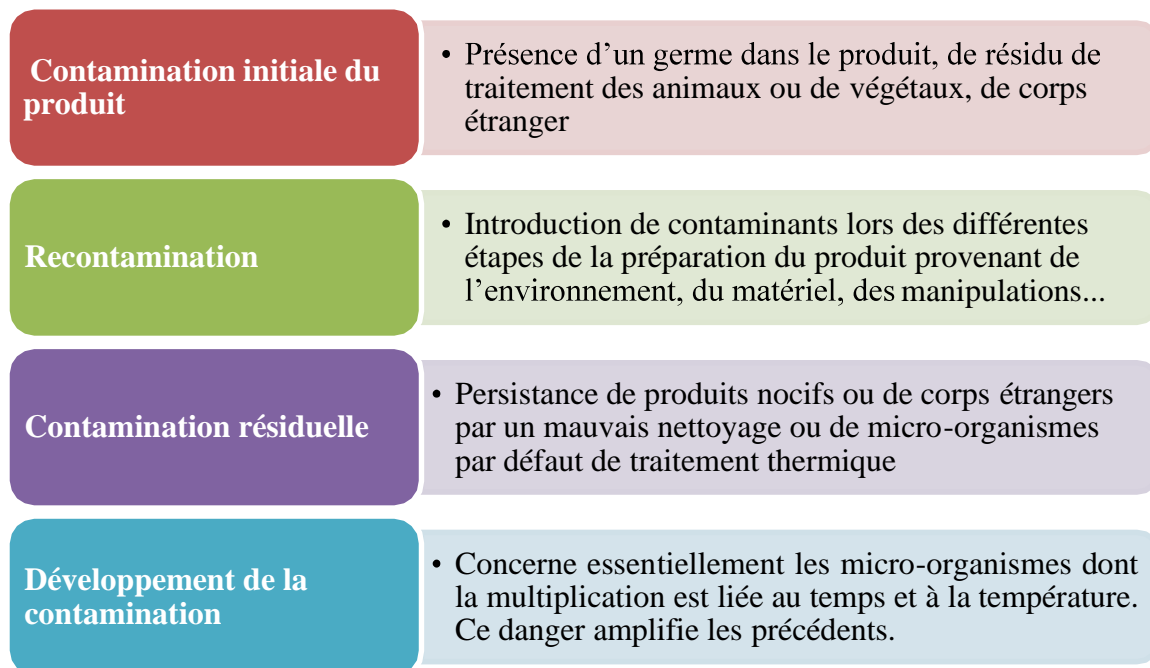 Contamination initiale du
produit
• Présence d’un germe dans le produit, de résidu de
traitement des animaux ou de végétaux, de corps
étranger
Recontamination
• Introduction de contaminants lors des différentes
étapes de la préparation du produit provenant de
l’environnement, du matériel, des manipulations...
Contamination résiduelle
• Persistance de produits nocifs ou de corps étrangers
par un mauvais nettoyage ou de micro-organismes
par défaut de traitement thermique
Développement de la
contamination
• Concerne essentiellement les micro-organismes dont
la multiplication est liée au temps et à la température.
Ce danger amplifie les précédents.